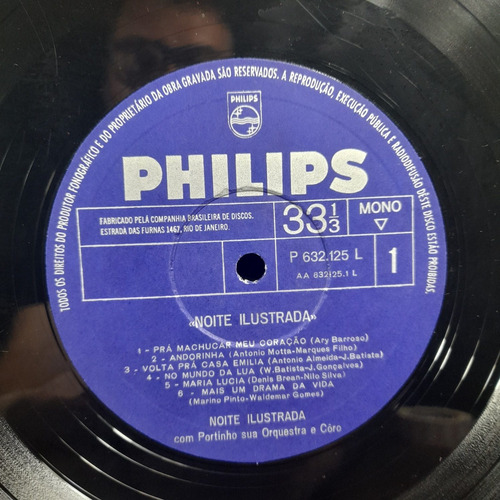 TODOS OS DIREITOS DO PRODUTOR FONOGRÁFICO E DO PROPRIETÁRIO DA OBRA GRAVADA SÃO RESERVADOS. A REPRODUÇÃO, EXECUÇÃO PÚBLICA E RADIODIFUSÃO DÊSTE DISCO ESTÃO PROIBIDAS.
PHILIPS
PHILIPS
FABRICADO PELÁ COMPANHIA BRASILEIRA DE DISCOS.
ESTRADA DAS FURNAS 1467, RIO DE JANEIRO.
33 1/3
MONO
P 632.125 L
AA 632125.1 L
1
«NOITE ILUSTRADA»
1 - PRÁ MACHUCAR MEU CORAÇÃO (Ary Barroso)
2 - ANDORINHA (Antonio Motta-Marques Filho)
3 - VOLTA PRÁ CASA EMILIA (Antonio Almeida-J.Batista)
4 - NO MUNDO DA LUA (W.Batista-J.Gonçalves)
5 - MARIA LUCIA (Denis Brean-Nilo Silva)
6 - MAIS UM DRAMA DA VIDA
(Marino Pinto-Waldemar Gomes)
NOITE ILUSTRADA
com Portinho sua Orquestra e Côro